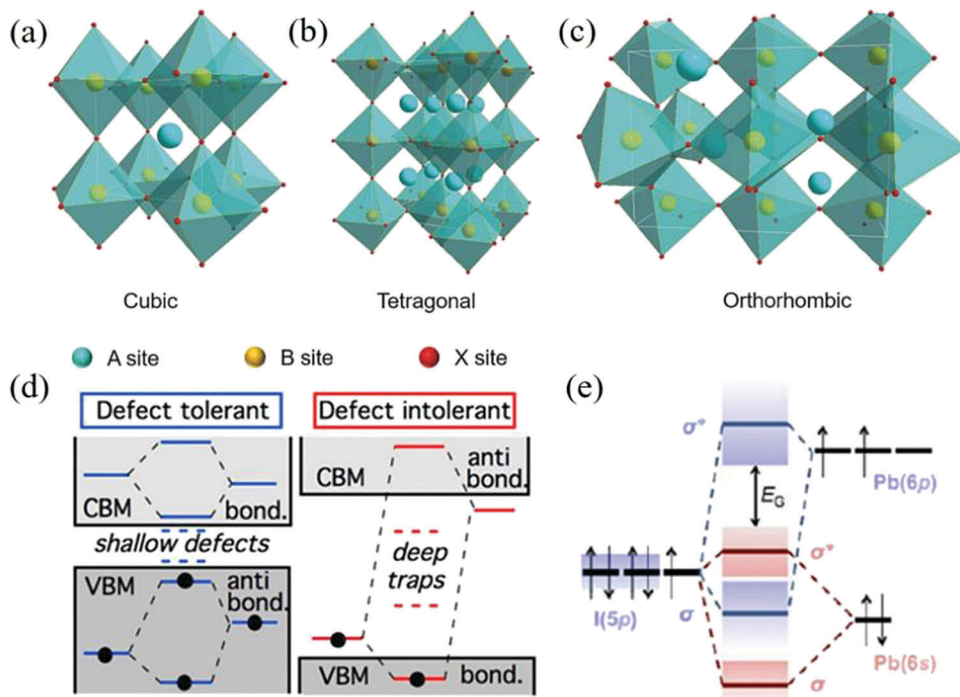 (a)
(b)
(c)
Cubic
Tetragonal
Orthorhombic
A site
B site
X site
(d)
Defect tolerant
Defect intolerant
(e)
CBM
bond.
shallow defects
VBM
anti
bond.
CBM
anti
bond.
deep
traps
VBM
bond.
σ*
Pb(6p)
E_G
σ*
I(5p)
σ
Pb(6s)
σ